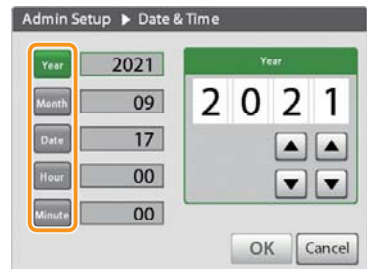 Admin Setup ▶ Date & Time
Year 2021
Month 09
Date 17
Hour 00
Minute 00
Year
2 0 2 1
▲ ▲
▼ ▼
OK Cancel